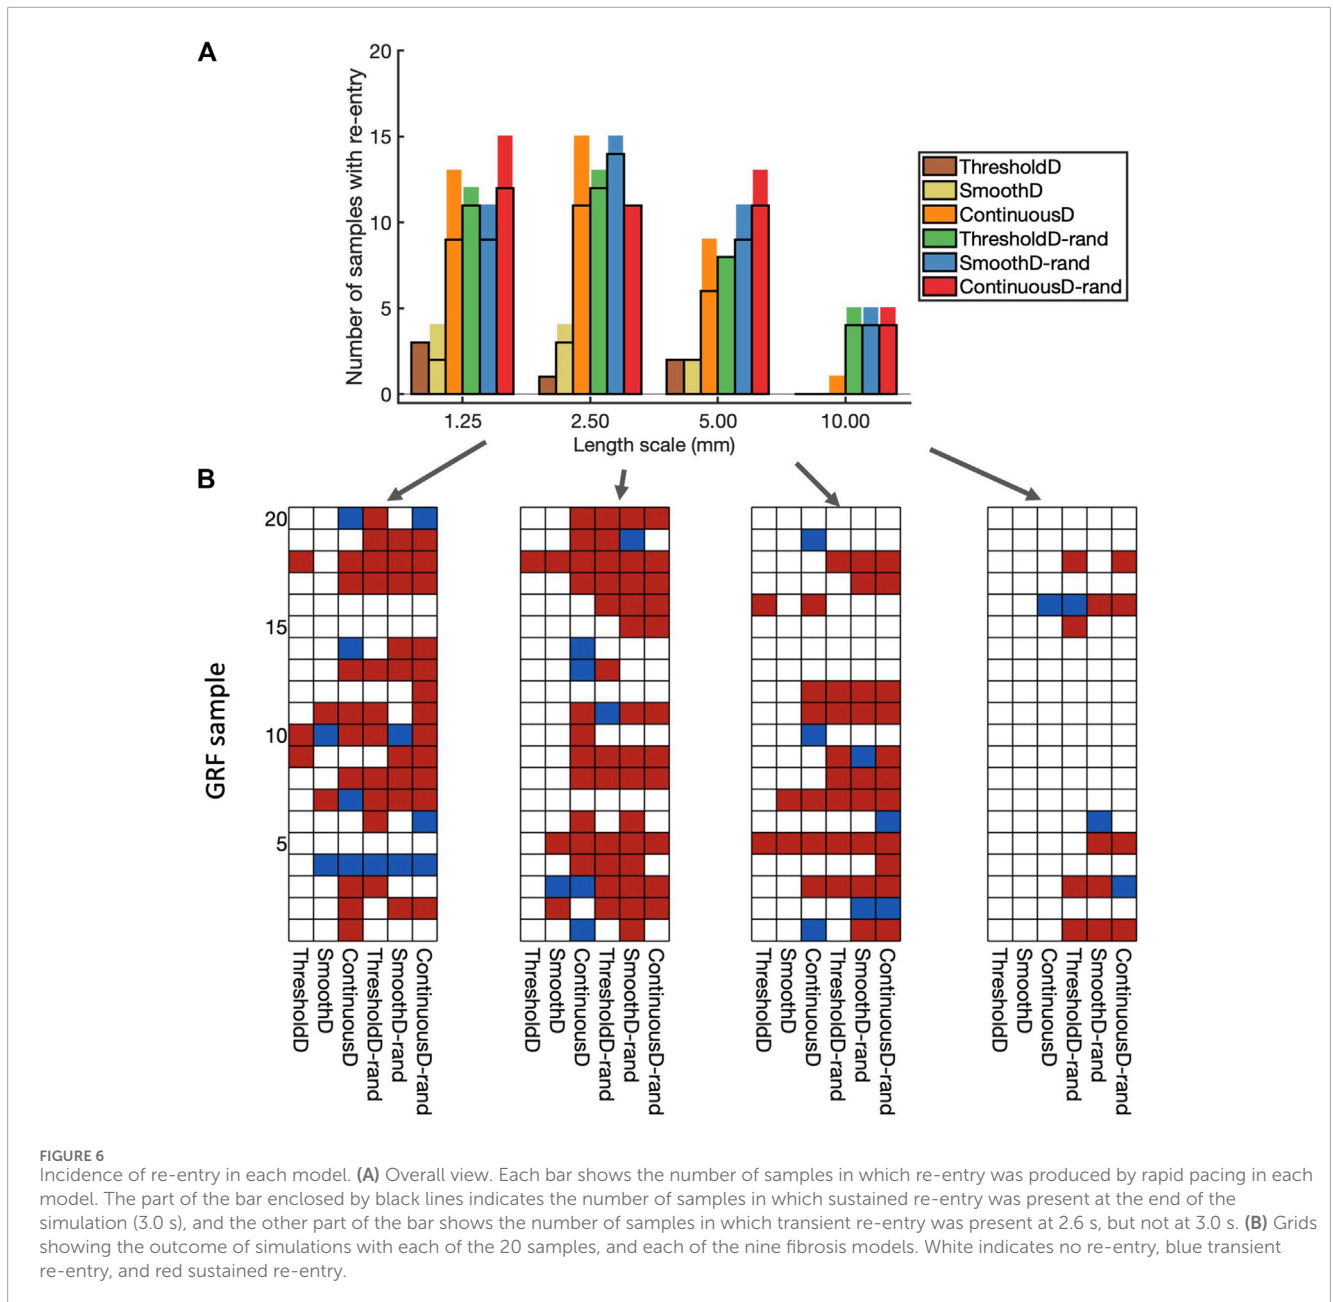 A
20
15
10
5
0
Number of samples with re-entry
1.25 2.50 5.00 10.00
Length scale (mm)
ThresholdD
SmoothD
ContinuousD
ThresholdD-rand
SmoothD-rand
ContinuousD-rand
B
20
15
10
5
GRF sample
ThresholdD
SmoothD
ContinuousD
ThresholdD-rand
SmoothD-rand
ContinuousD-rand
ThresholdD
SmoothD
ContinuousD
ThresholdD-rand
SmoothD-rand
ContinuousD-rand
ThresholdD
SmoothD
ContinuousD
ThresholdD-rand
SmoothD-rand
ContinuousD-rand
ThresholdD
SmoothD
ContinuousD
ThresholdD-rand
SmoothD-rand
ContinuousD-rand
FIGURE 6
Incidence of re-entry in each model. (A) Overall view. Each bar shows the number of samples in which re-entry was produced by rapid pacing in each
model. The part of the bar enclosed by black lines indicates the number of samples in which sustained re-entry was present at the end of the
simulation (3.0 s), and the other part of the bar shows the number of samples in which transient re-entry was present at 2.6 s, but not at 3.0 s. (B) Grids
showing the outcome of simulations with each of the 20 samples, and each of the nine fibrosis models. White indicates no re-entry, blue transient
re-entry, and red sustained re-entry.